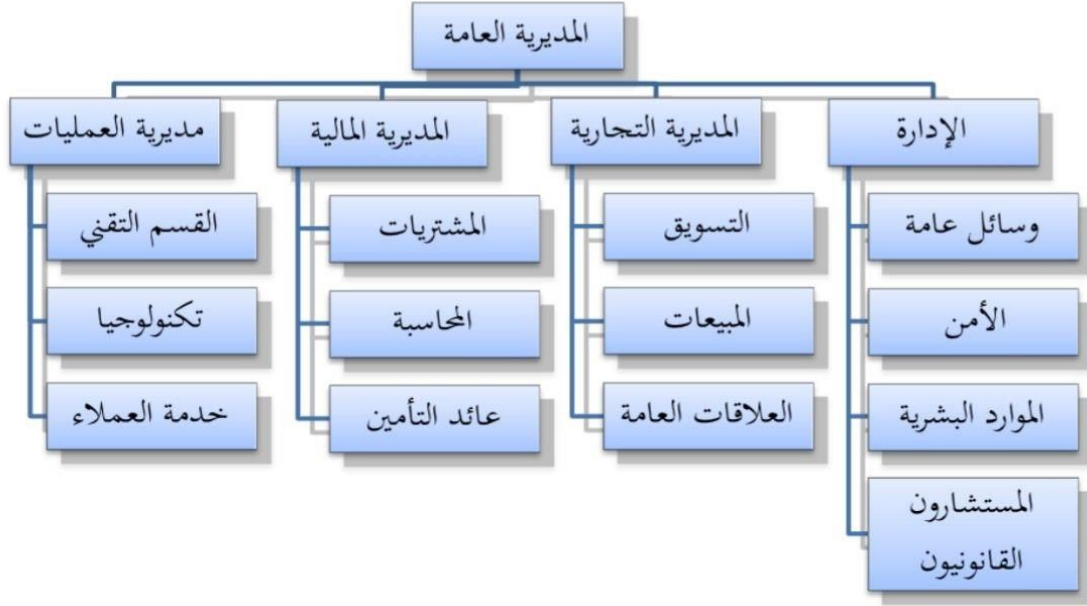 المديرية العامة
الإدارة
المديرية التجارية
المديرية المالية
مديرية العمليات
وسائل عامة
التسويق
المشتريات
القسم التقني
الأمن
المبيعات
المحاسبة
تكنولوجيا
الموارد البشرية
العلاقات العامة
عائد التأمين
خدمة العملاء
المستشارون
القانونيون